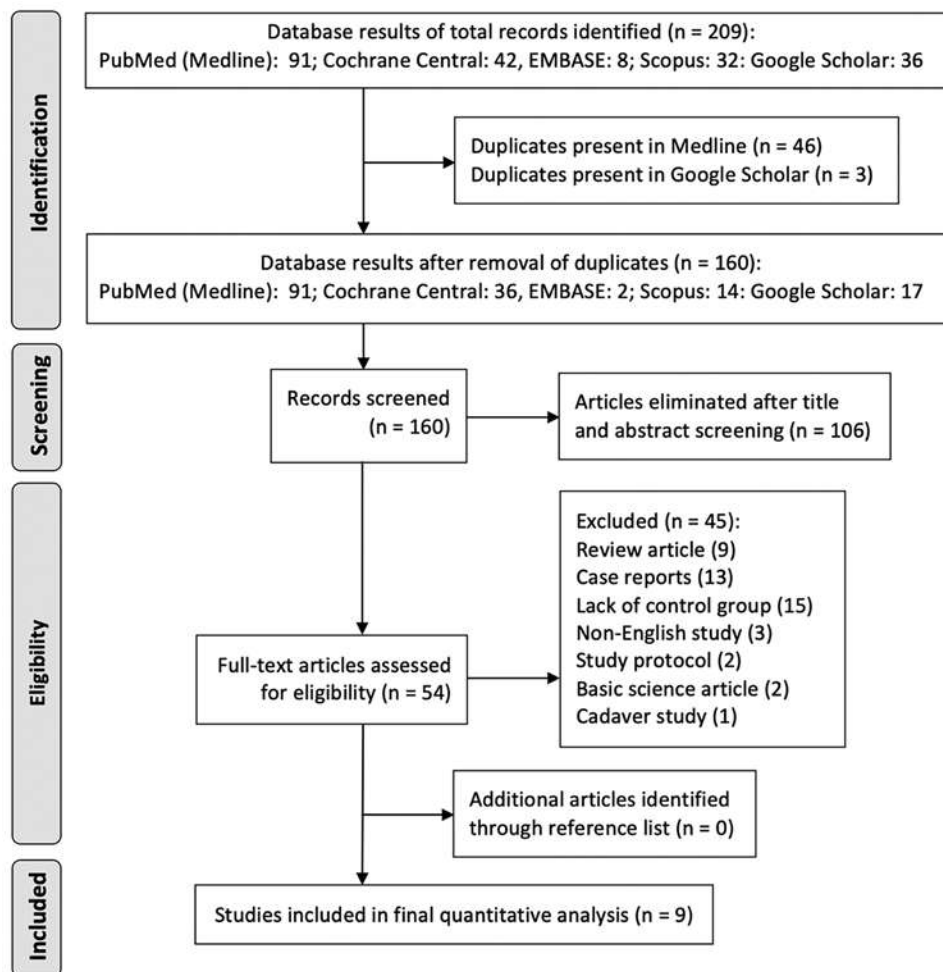 Identification
Database results of total records identified (n = 209):
PubMed (Medline): 91; Cochrane Central: 42, EMBASE: 8; Scopus: 32: Google Scholar: 36
Duplicates present in Medline (n = 46)
Duplicates present in Google Scholar (n = 3)
Database results after removal of duplicates (n = 160):
PubMed (Medline): 91; Cochrane Central: 36, EMBASE: 2; Scopus: 14: Google Scholar: 17
Screening
Records screened
(n = 160)
Articles eliminated after title
and abstract screening (n = 106)
Eligibility
Full-text articles assessed
for eligibility (n = 54)
Excluded (n = 45):
Review article (9)
Case reports (13)
Lack of control group (15)
Non-English study (3)
Study protocol (2)
Basic science article (2)
Cadaver study (1)
Additional articles identified
through reference list (n = 0)
Included
Studies included in final quantitative analysis (n = 9)